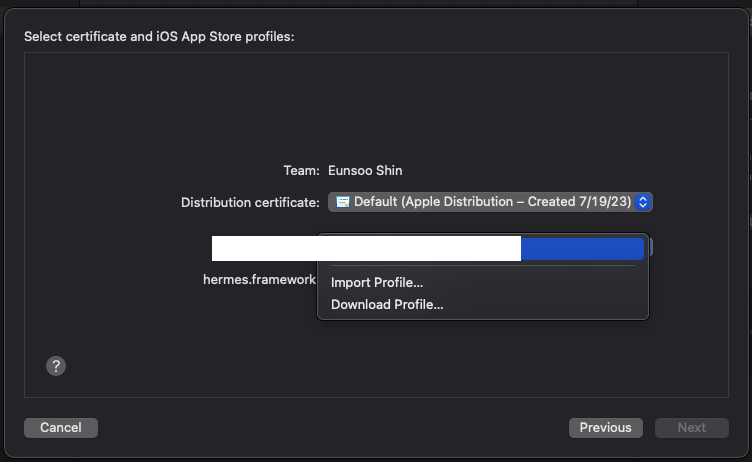 Select certificate and iOS App Store profiles:
Team: Eunsoo Shin
Distribution certificate: Default (Apple Distribution – Created 7/19/23)
hermes.framework
Import Profile...
Download Profile...
?
Cancel Previous Next